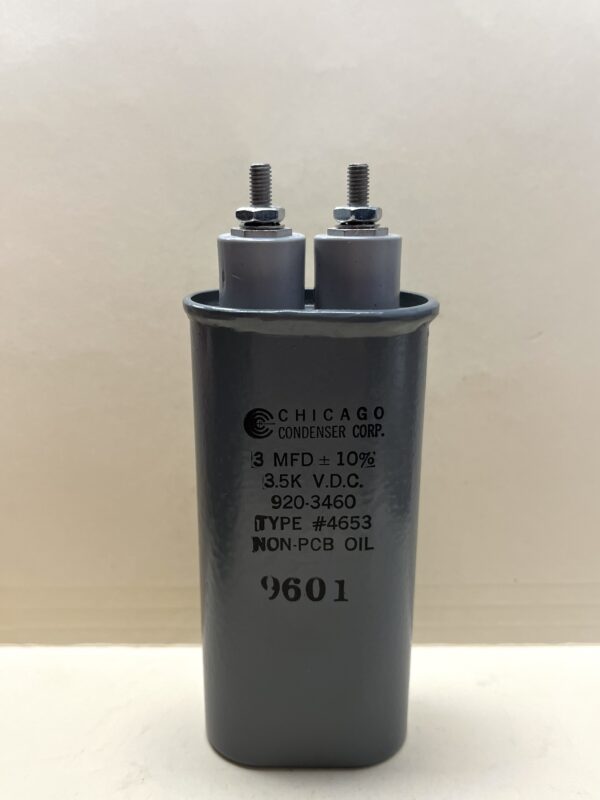 CHICAGO
CONDENSER CORP.
3 MFD ± 10%
3.5K V.D.C.
920-3460
TYPE #4653
NON-PCB OIL
9601